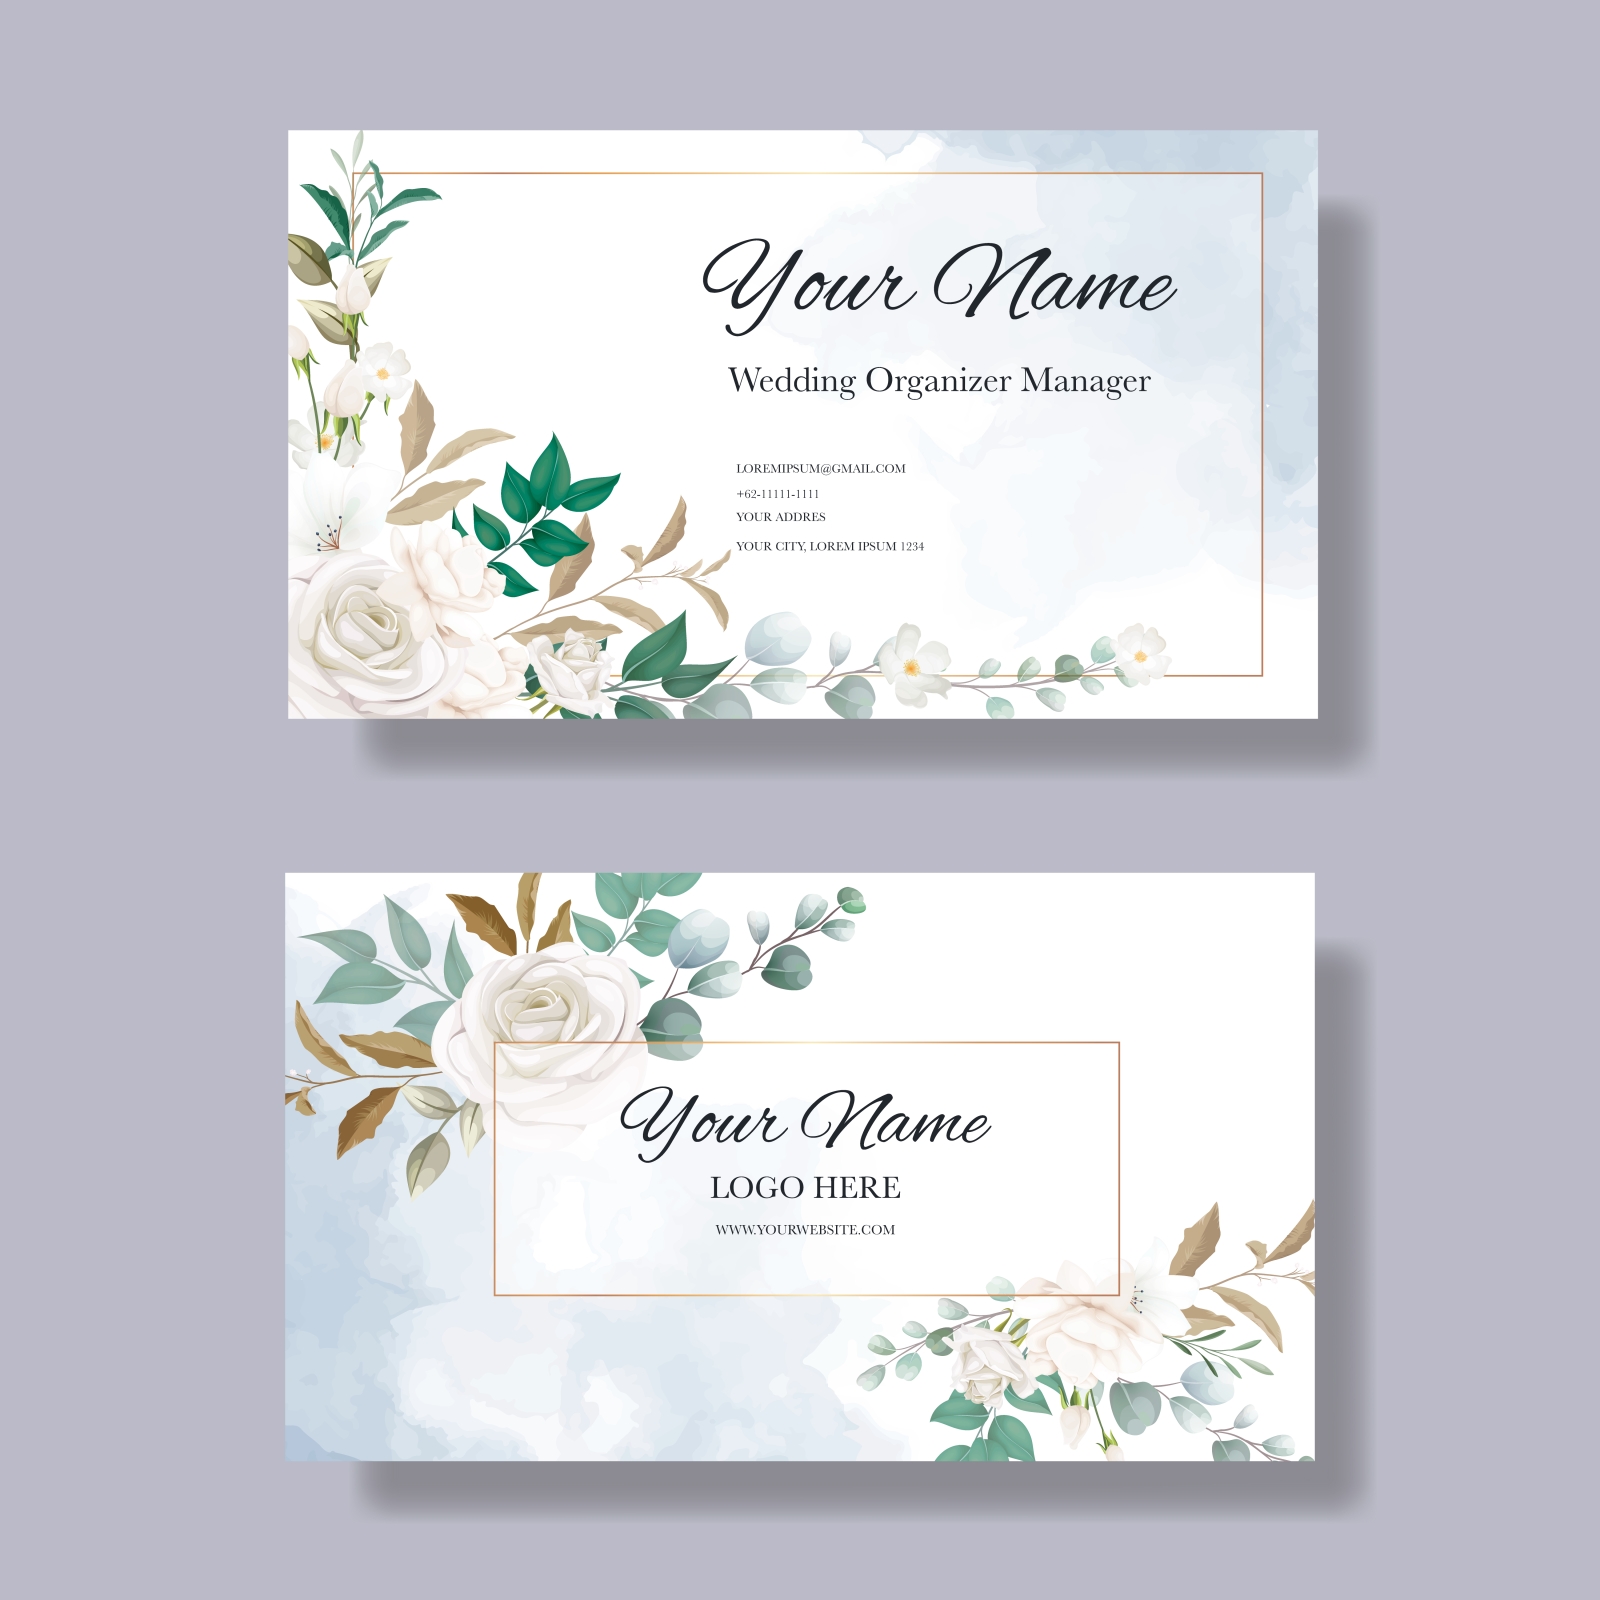 Your Name
Wedding Organizer Manager
LOREMIPSUM@GMAIL.COM
+62-11111-1111
YOUR ADDRES
YOUR CITY, LOREM IPSUM 1234
Your Name
LOGO HERE
WWW.YOURWEBSITE.COM